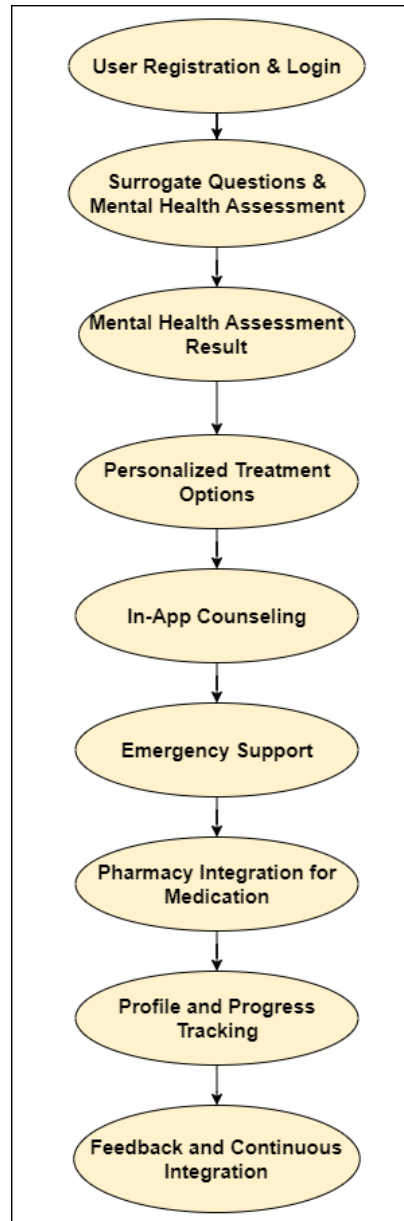 User Registration & Login
Surrogate Questions &
Mental Health Assessment
Mental Health Assessment
Result
Personalized Treatment
Options
In-App Counseling
Emergency Support
Pharmacy Integration for
Medication
Profile and Progress
Tracking
Feedback and Continuous
Integration